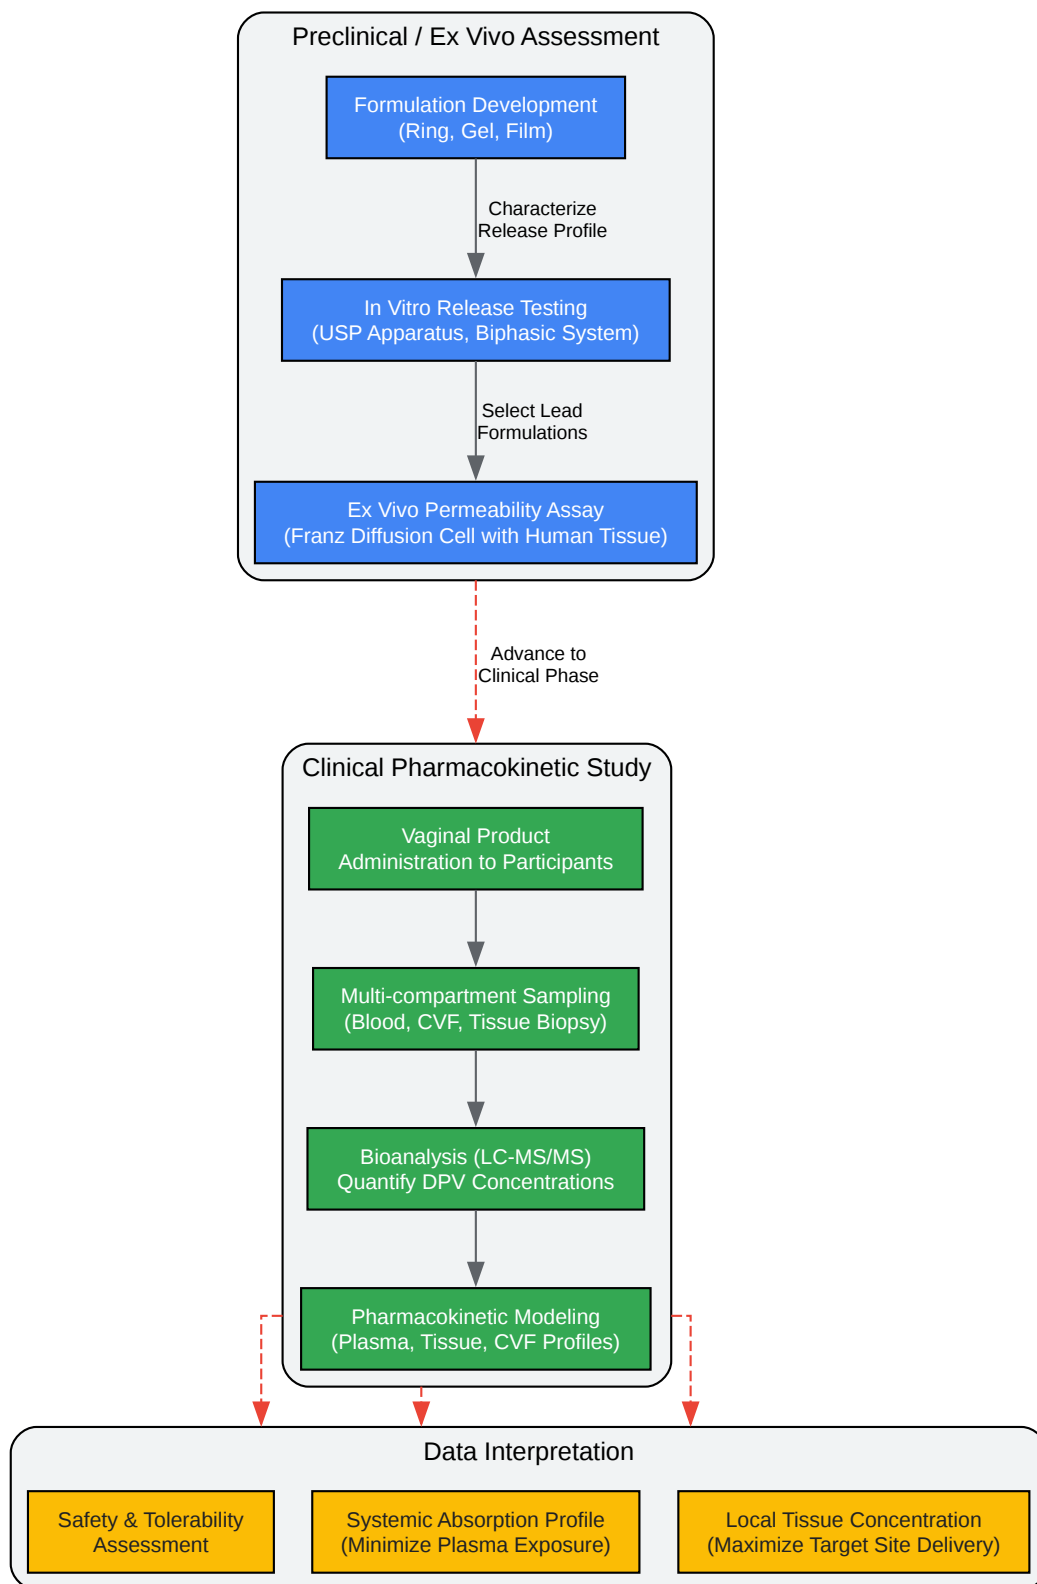 Preclinical / Ex Vivo Assessment
Formulation Development
(Ring, Gel, Film)
Characterize
Release Profile
In Vitro Release Testing
(USP Apparatus, Biphasic System)
Select Lead
Formulations
Ex Vivo Permeability Assay
(Franz Diffusion Cell with Human Tissue)
Advance to
Clinical Phase
Clinical Pharmacokinetic Study
Vaginal Product
Administration to Participants
Multi-compartment Sampling
(Blood, CVF, Tissue Biopsy)
Bioanalysis (LC-MS/MS)
Quantify DPV Concentrations
Pharmacokinetic Modeling
(Plasma, Tissue, CVF Profiles)
Data Interpretation
Safety & Tolerability
Assessment
Systemic Absorption Profile
(Minimize Plasma Exposure)
Local Tissue Concentration
(Maximize Target Site Delivery)